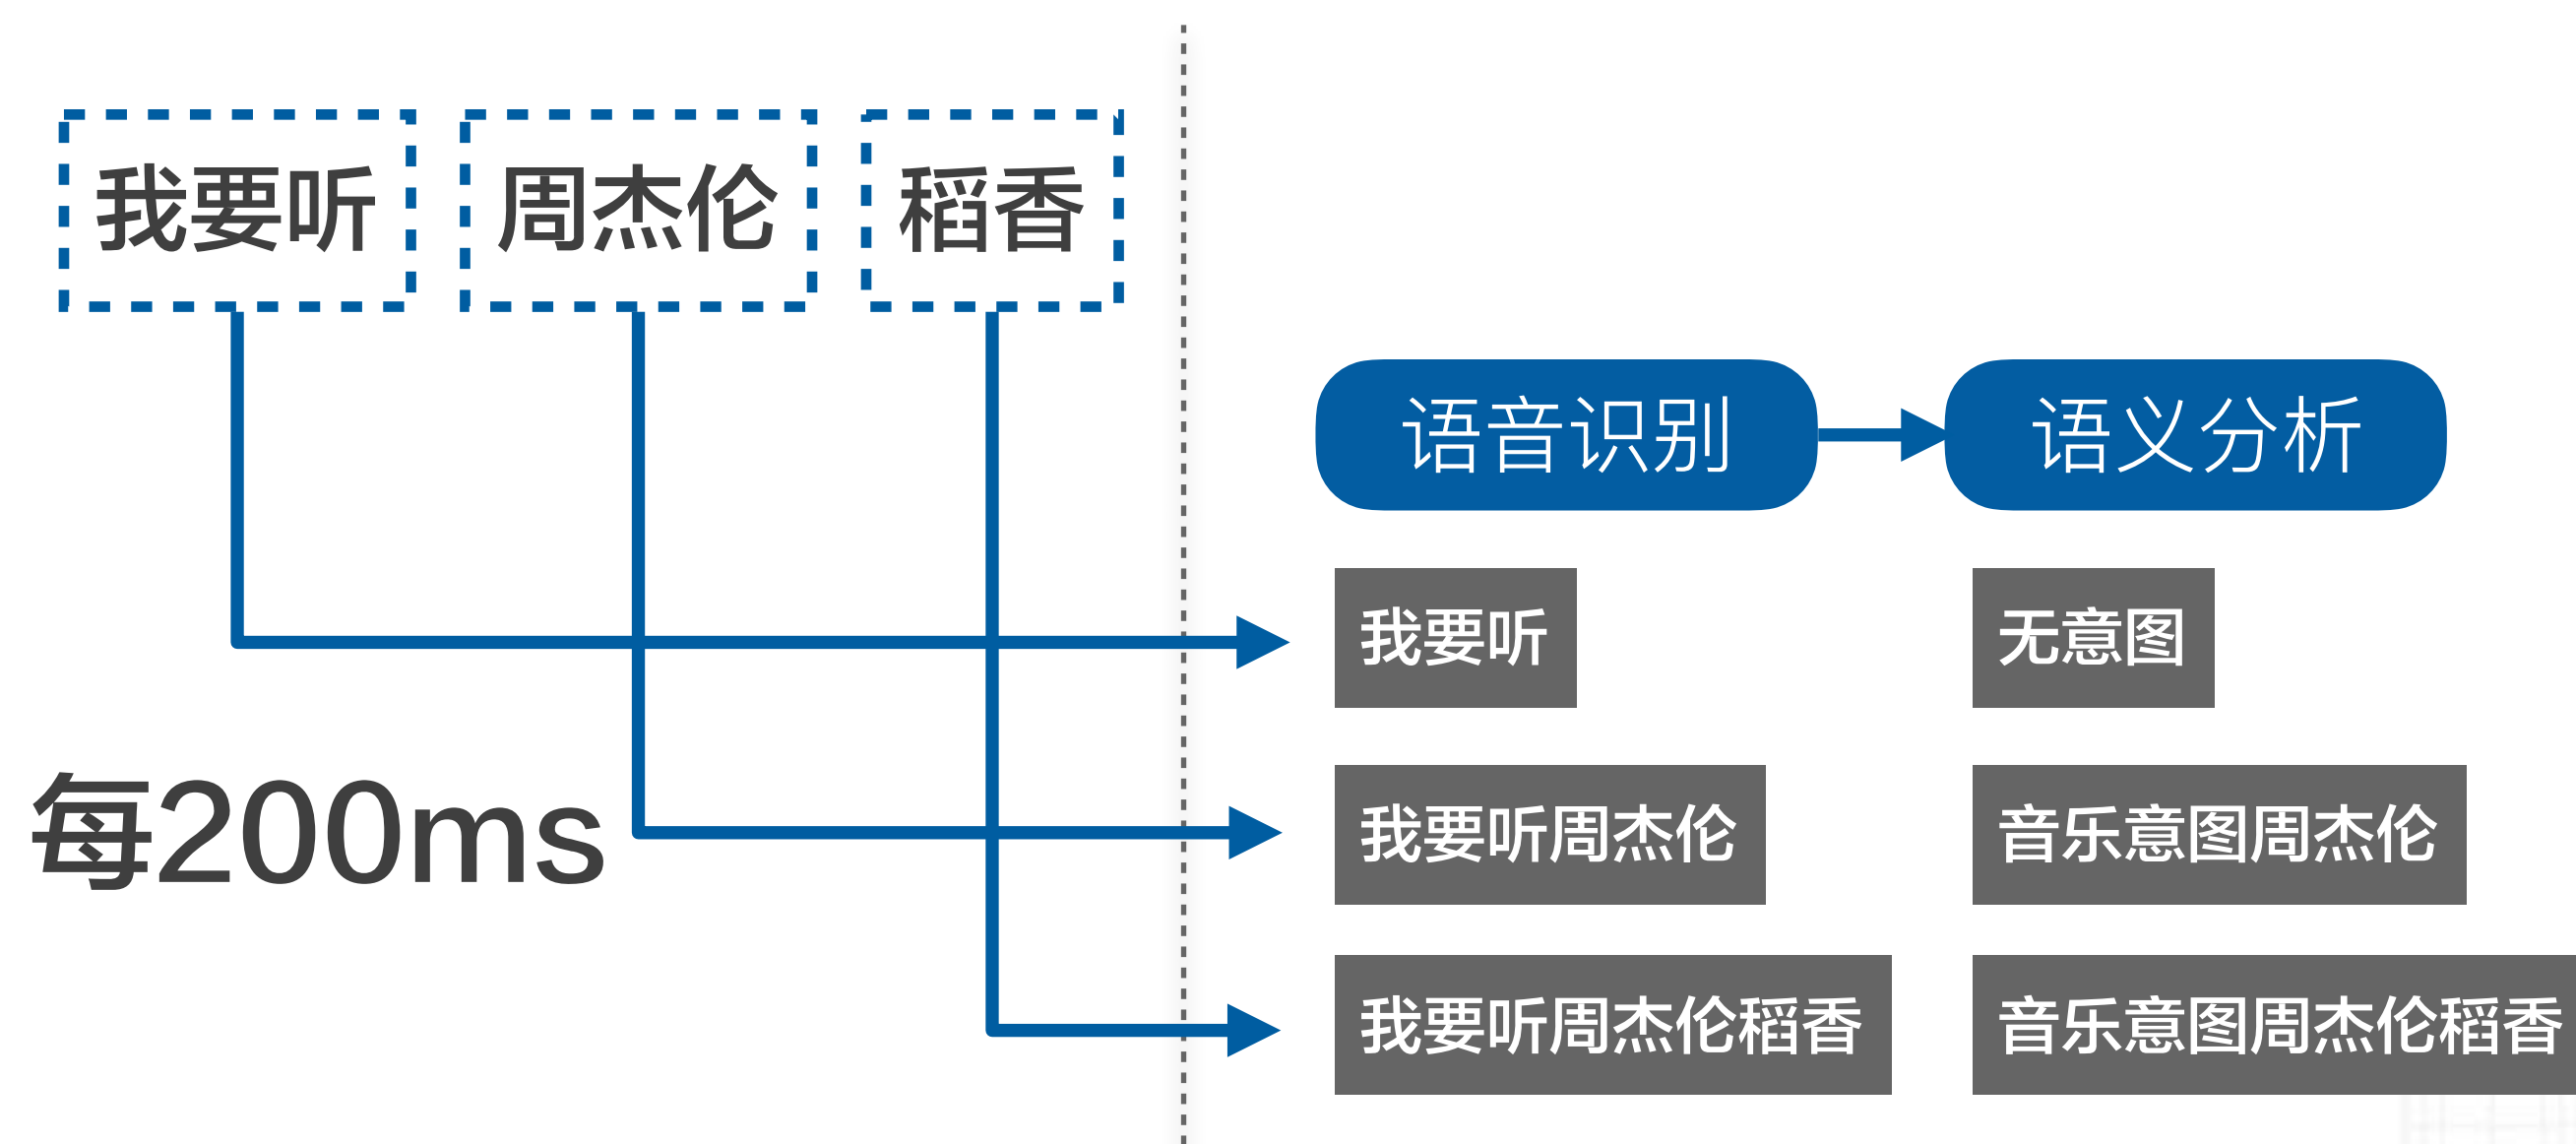 我要听 周杰伦 稻香
语音识别 语义分析
我要听 无意图
每200ms
我要听周杰伦 音乐意图周杰伦
我要听周杰伦稻香 音乐意图周杰伦稻香